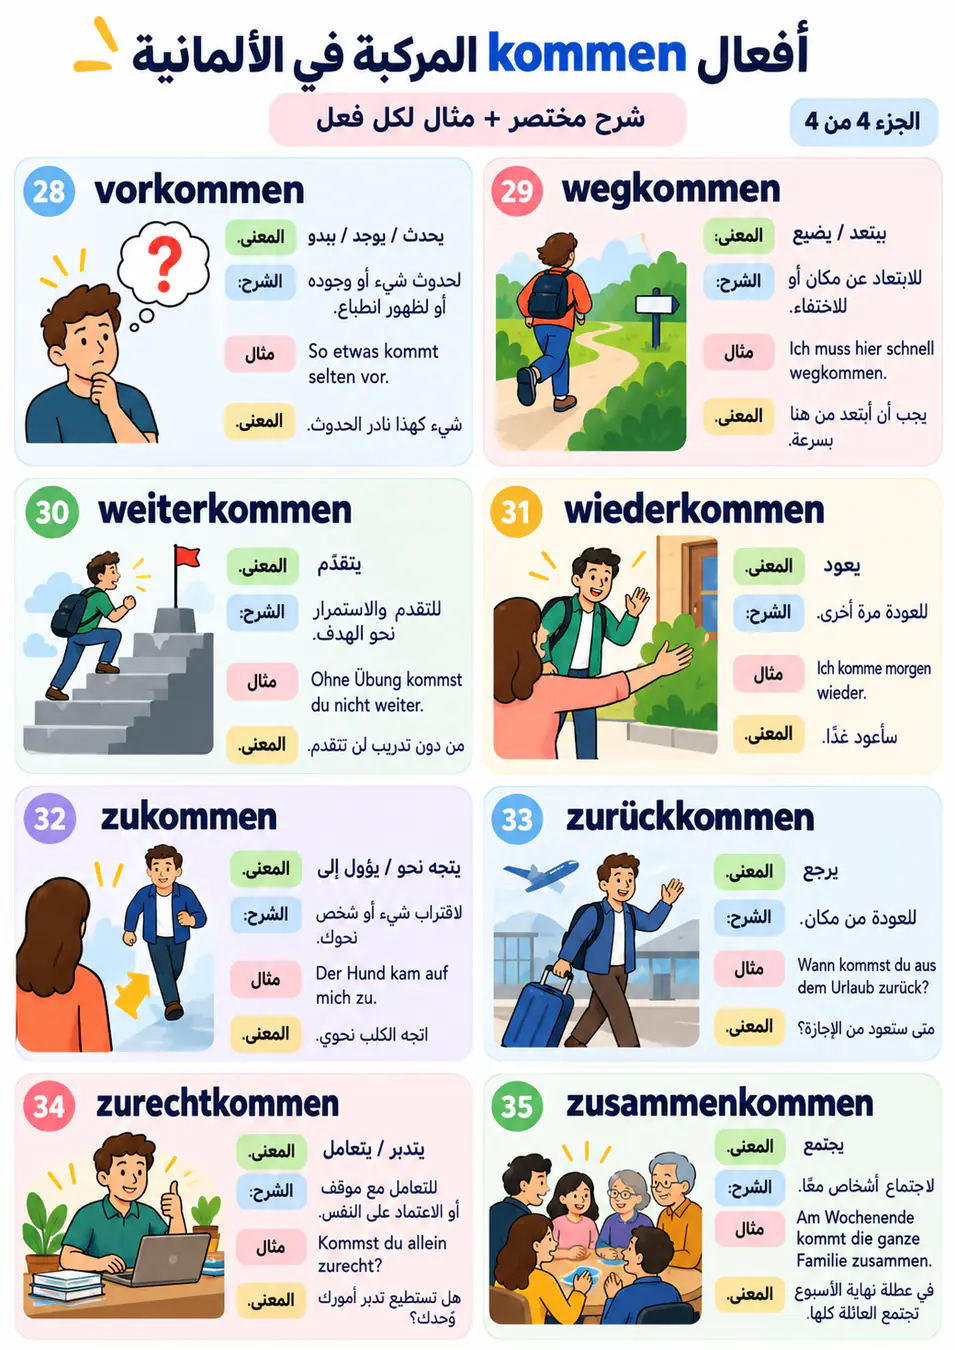 أفعال kommen المركبة في الألمانية
شرح مختصر + مثال لكل فعل
الجزء 4 من 4
28 vorkommen
المعنى. يحدث / يوجد / يبدو
الشرح: لحدوث شيء أو وجوده
أو لظهور انطباع.
مثال So etwas kommt
selten vor.
المعنى. شيء كهذا نادر الحدوث.
29 wegkommen
المعنى: يبتعد / يضيع
الشرح: للابتعاد عن مكان أو
للاختفاء.
مثال Ich muss hier schnell
wegkommen.
المعنى. يجب أن أبتعد من هنا
بسرعة.
30 weiterkommen
المعنى. يتقدّم
الشرح: للتقدم والاستمرار
نحو الهدف.
مثال Ohne Übung kommst
du nicht weiter.
المعنى. من دون تدريب لن تتقدم.
31 wiederkommen
المعنى. يعود
الشرح: للعودة مرة أخرى.
مثال Ich komme morgen
wieder.
المعنى. سأعود غدًا.
32 zukommen
المعنى. يتجه نحو / يؤول إلى
الشرح: لاقتراب شيء أو شخص
نحوك.
مثال Der Hund kam auf
mich zu.
المعنى. اتجه الكلب نحوي.
33 zurückkommen
المعنى. يرجع
الشرح: للعودة من مكان.
مثال Wann kommst du aus
dem Urlaub zurück?
المعنى. متى ستعود من الإجازة؟
34 zurechtkommen
المعنى. يتدبر / يتعامل
الشرح: للتعامل مع موقف
أو الاعتماد على النفس.
مثال Kommst du allein
zurecht?
المعنى. هل تستطيع تدبر أمورك
وّحدك؟
35 zusammenkommen
المعنى. يجتمع
الشرح: لاجتماع أشخاص معًا.
مثال Am Wochenende
kommt die ganze
Familie zusammen.
المعنى. في عطلة نهاية الأسبوع
تجتمع العائلة كلها.